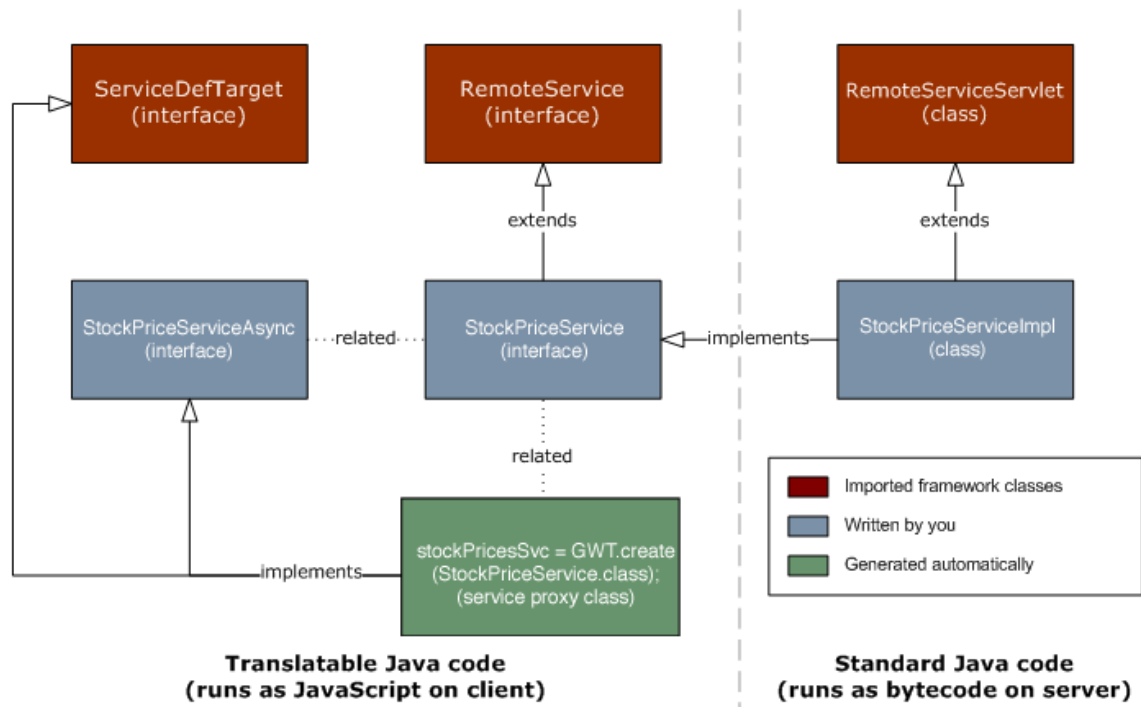 ServiceDefTarget
(interface)
RemoteService
(interface)
RemoteServiceServlet
(class)
extends
extends
StockPriceServiceAsync
(interface)
related
StockPriceService
(interface)
implements
StockPriceServiceImpl
(class)
related
stockPricesSvc = GWT.create
(StockPriceService.class);
(service proxy class)
implements
Imported framework classes
Written by you
Generated automatically
Translatable Java code
(runs as JavaScript on client)
Standard Java code
(runs as bytecode on server)